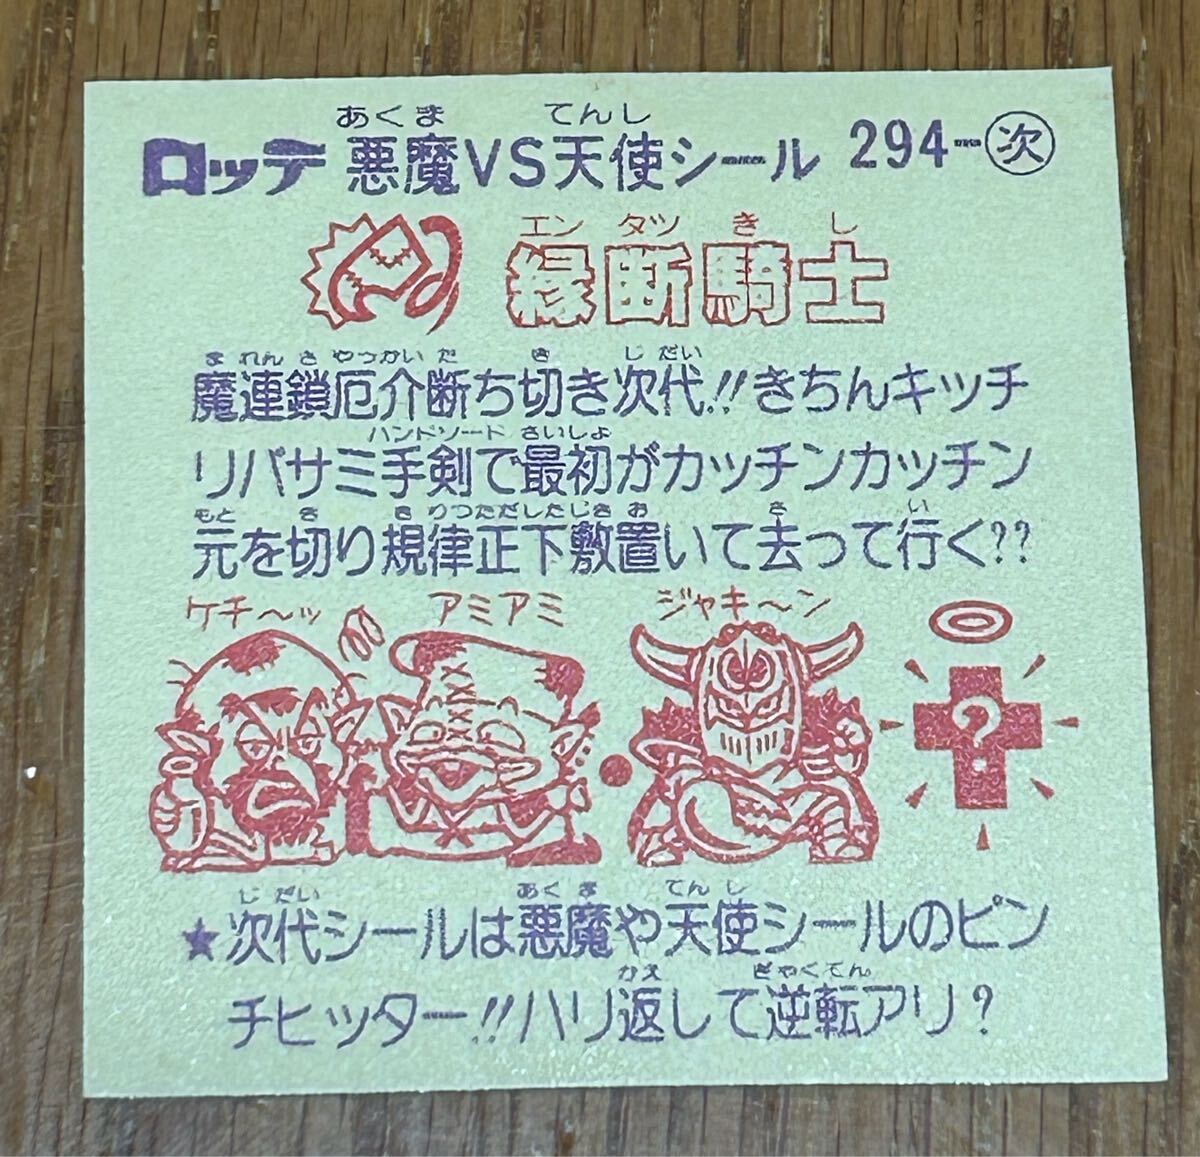 あくま てんし
ロッテ 悪魔VS天使シール 294-次
エン ダツ き し
縁断騎士
ま れん さ やっかい だ き じ だい
魔連鎖厄介断ち切き次代!!きちんキッチ
ハンドソード さいしょ
リバサミ手剣で最初がカッチンカッチン
もと き きりつただしたじき お さ い
元を切り規律正下敷置いて去って行く??
ケチ〜ッ アミアミ ジャキ〜ン
?
じ だい あく ま てん し
★次代シールは悪魔や天使シールのピン
かえ ぎゃくてん
チヒッター!!ハリ返して逆転アリ?